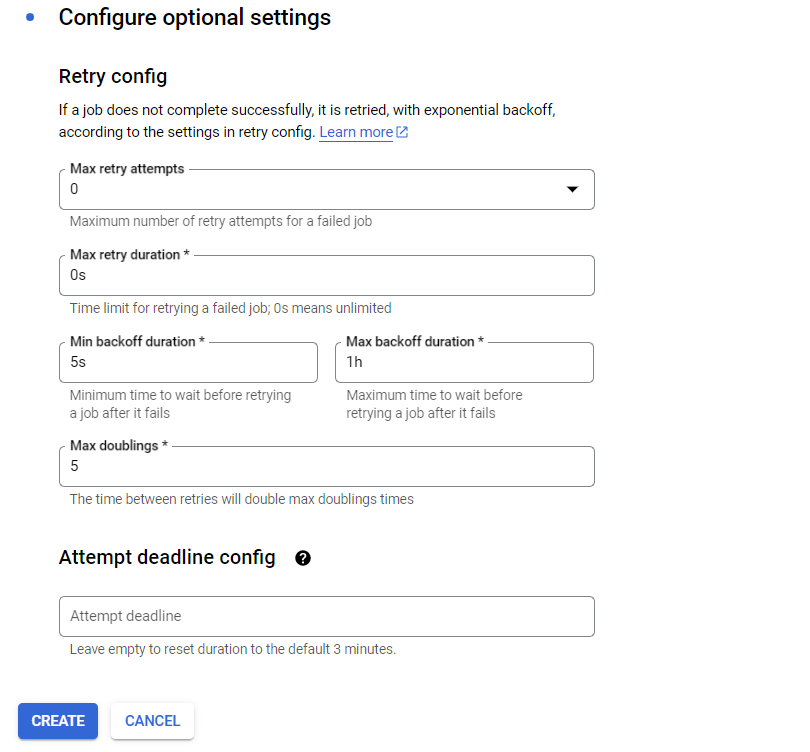 Configure optional settings
Retry config
If a job does not complete successfully, it is retried, with exponential backoff,
according to the settings in retry config. Learn more
Max retry attempts
0
Maximum number of retry attempts for a failed job
Max retry duration *
0s
Time limit for retrying a failed job; 0s means unlimited
Min backoff duration *
5s
Minimum time to wait before retrying
a job after it fails
Max backoff duration *
1h
Maximum time to wait before
retrying a job after it fails
Max doublings *
5
The time between retries will double max doublings times
Attempt deadline config ?
Attempt deadline
Leave empty to reset duration to the default 3 minutes.
CREATE CANCEL